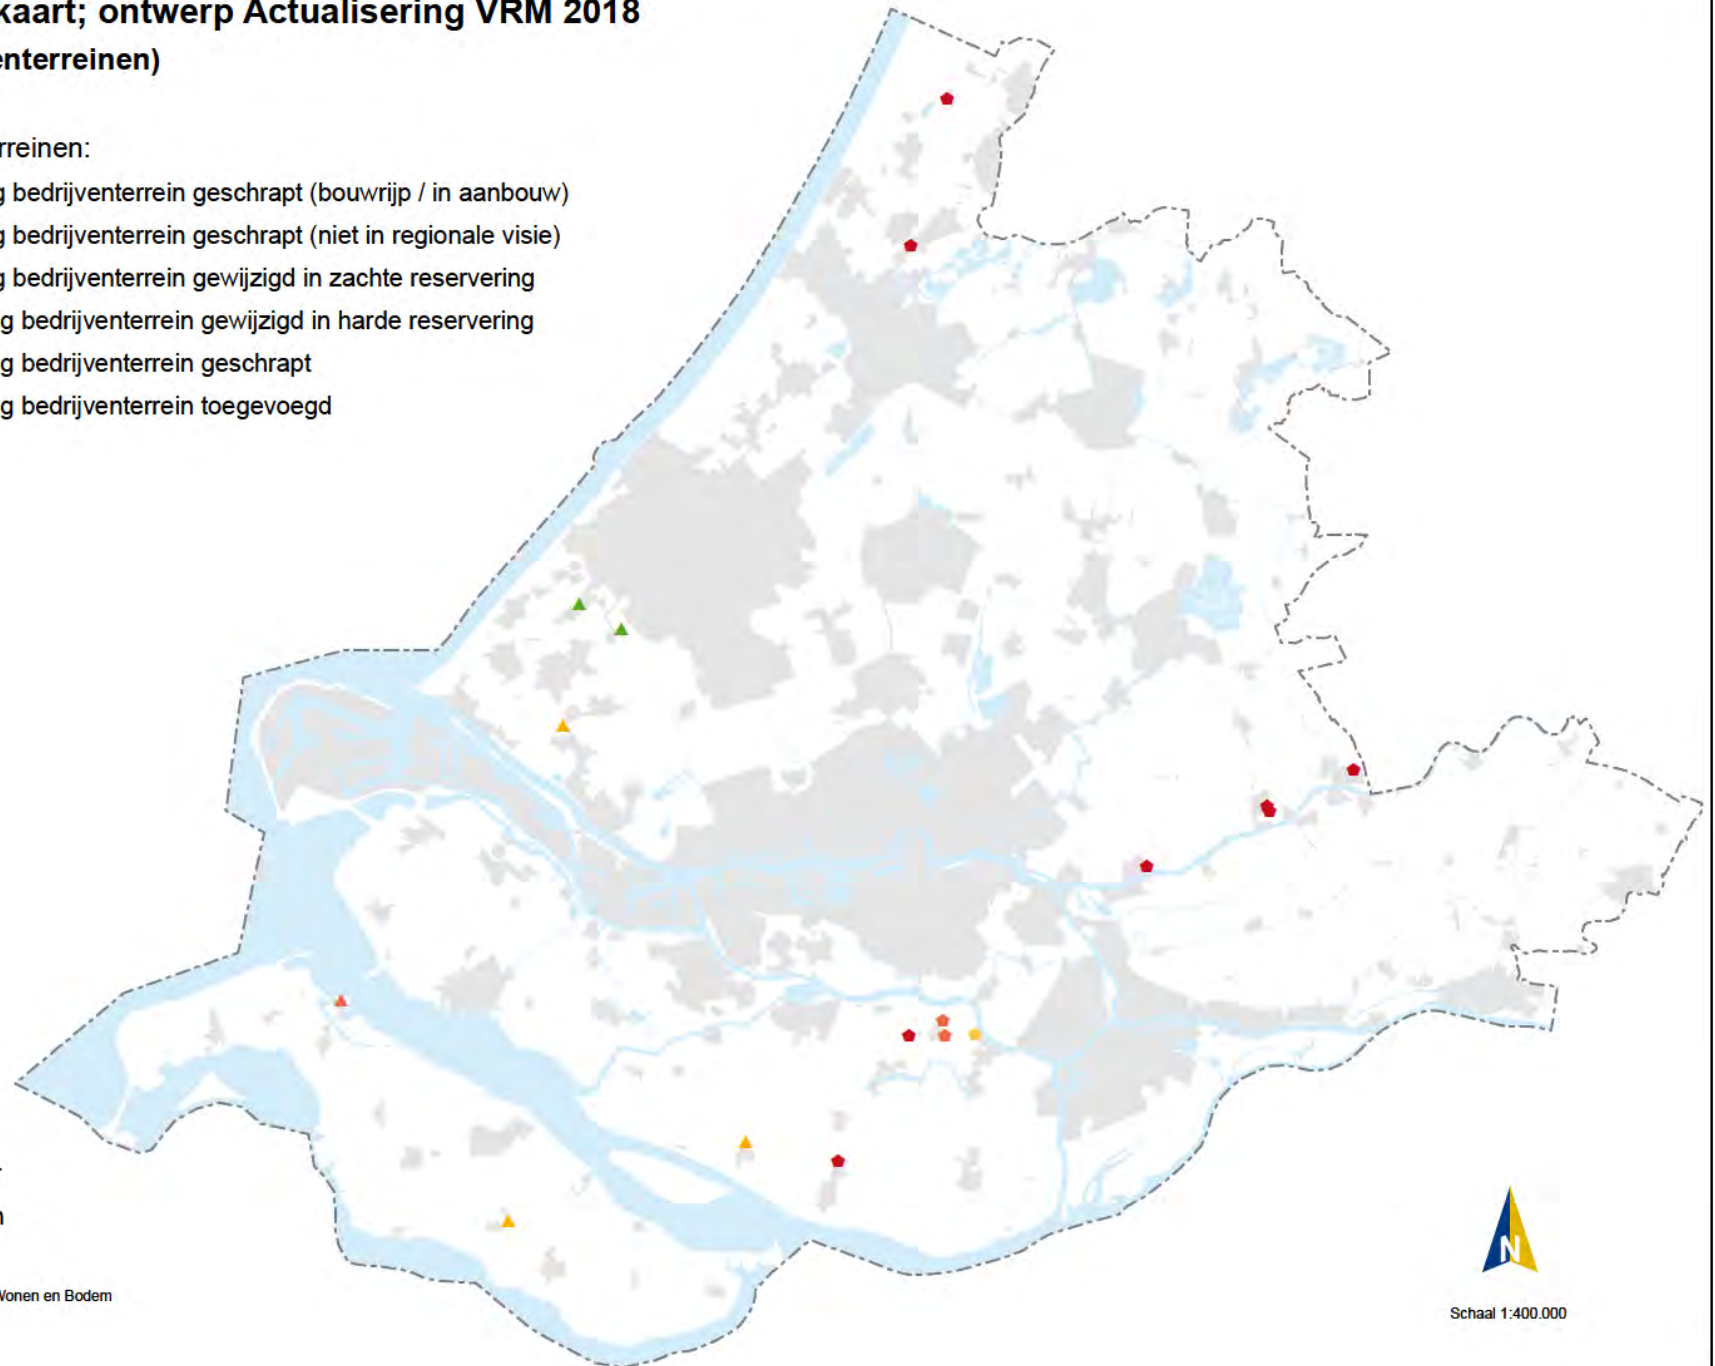 kaart; ontwerp Actualisering VRM 2018
enterreinen)
rreinen:
g bedrijventerrein geschrapt (bouwrijp / in aanbouw)
g bedrijventerrein geschrapt (niet in regionale visie)
g bedrijventerrein gewijzigd in zachte reservering
g bedrijventerrein gewijzigd in harde reservering
g bedrijventerrein geschrapt
g bedrijventerrein toegevoegd
n
Wonen en Bodem
N
Schaal 1:400.000